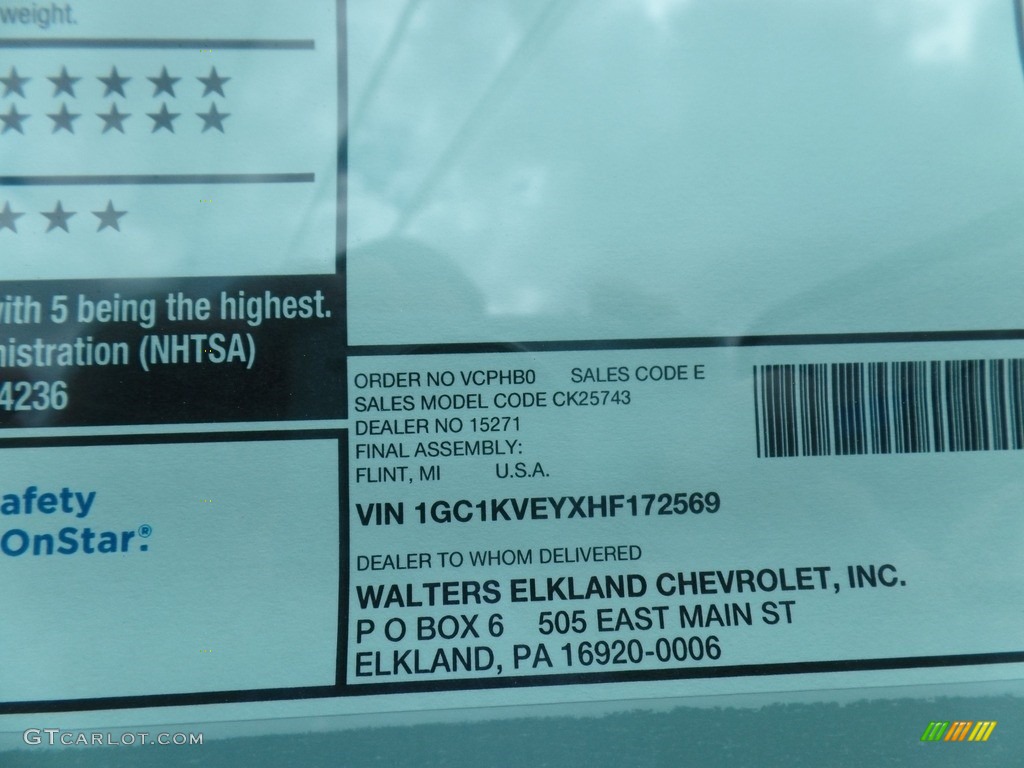 weight.
★ ★ ★ ★ ★
★ ★ ★ ★ ★
★ ★ ★
with 5 being the highest.
nistration (NHTSA)
4236
afety
OnStar®.
ORDER NO VCPHB0 SALES CODE E
SALES MODEL CODE CK25743
DEALER NO 15271
FINAL ASSEMBLY:
FLINT, MI U.S.A.
VIN 1GC1KVEYXHF172569
DEALER TO WHOM DELIVERED
WALTERS ELKLAND CHEVROLET, INC.
P O BOX 6 505 EAST MAIN ST
ELKLAND, PA 16920-0006
GTCARLOT.COM